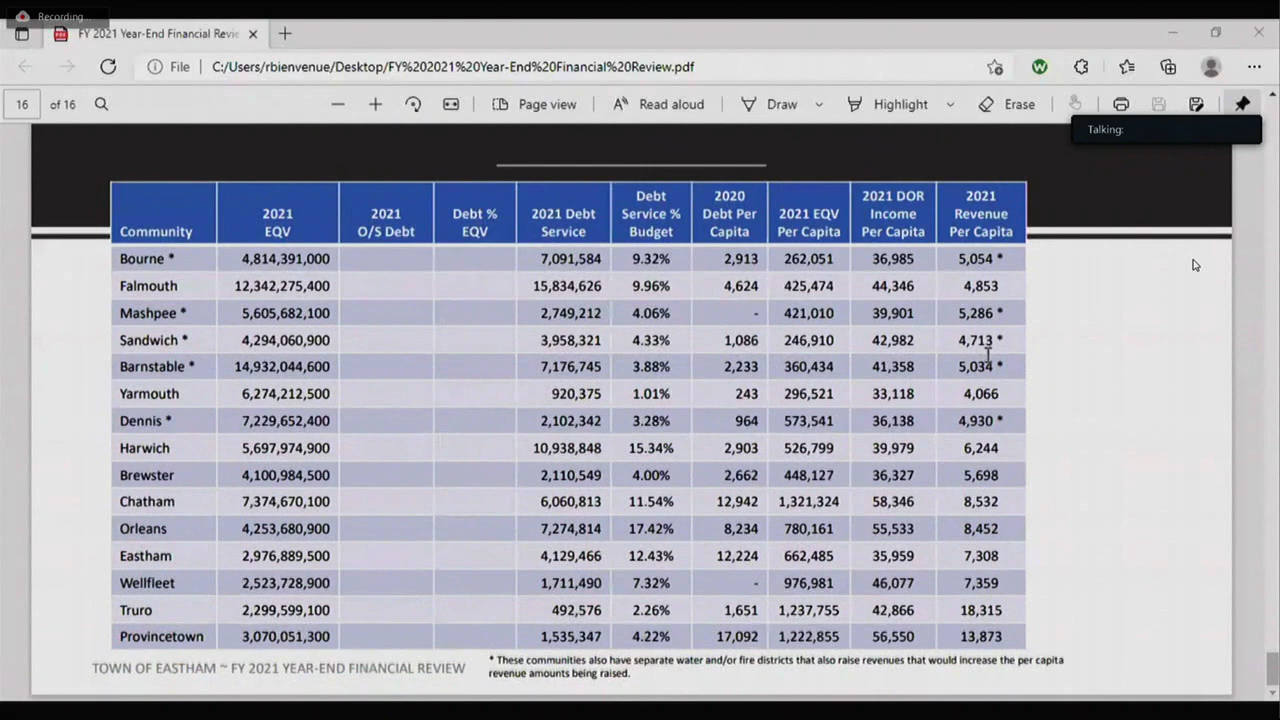 Recording...
FY 2021 Year-End Financial Revie
File C:/Users/rbienvenue/Desktop/FY%202021%20Year-End%20Financial%20Review.pdf
16 of 16 Page view Read aloud Draw Highlight Erase
Talking:
Community 2021 EQV 2021 O/S Debt Debt % EQV 2021 Debt Service Debt Service % Budget 2020 Debt Per Capita 2021 EQV Per Capita 2021 DOR Income Per Capita 2021 Revenue Per Capita
Bourne * 4,814,391,000 7,091,584 9.32% 2,913 262,051 36,985 5,054 *
Falmouth 12,342,275,400 15,834,626 9.96% 4,624 425,474 44,346 4,853
Mashpee * 5,605,682,100 2,749,212 4.06% - 421,010 39,901 5,286 *
Sandwich * 4,294,060,900 3,958,321 4.33% 1,086 246,910 42,982 4,713 *
Barnstable * 14,932,044,600 7,176,745 3.88% 2,233 360,434 41,358 5,034 *
Yarmouth 6,274,212,500 920,375 1.01% 243 296,521 33,118 4,066
Dennis * 7,229,652,400 2,102,342 3.28% 964 573,541 36,138 4,930 *
Harwich 5,697,974,900 10,938,848 15.34% 2,903 526,799 39,979 6,244
Brewster 4,100,984,500 2,110,549 4.00% 2,662 448,127 36,327 5,698
Chatham 7,374,670,100 6,060,813 11.54% 12,942 1,321,324 58,346 8,532
Orleans 4,253,680,900 7,274,814 17.42% 8,234 780,161 55,533 8,452
Eastham 2,976,889,500 4,129,466 12.43% 12,224 662,485 35,959 7,308
Wellfleet 2,523,728,900 1,711,490 7.32% - 976,981 46,077 7,359
Truro 2,299,599,100 492,576 2.26% 1,651 1,237,755 42,866 18,315
Provincetown 3,070,051,300 1,535,347 4.22% 17,092 1,222,855 56,550 13,873
TOWN OF EASTHAM ~ FY 2021 YEAR-END FINANCIAL REVIEW
* These communities also have separate water and/or fire districts that also raise revenues that would increase the per capita
revenue amounts being raised.